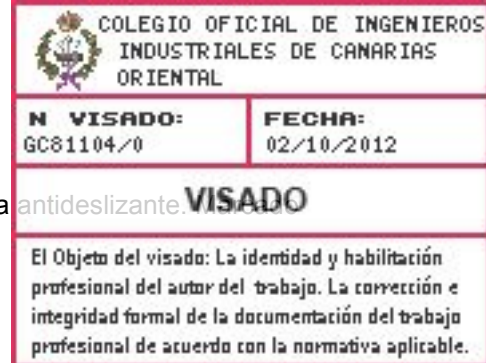 COLEGIO OFICIAL DE INGENIEROS
INDUSTRIALES DE CANARIAS
ORIENTAL
N VISADO:
GC81104/0
FECHA:
02/10/2012
a antideslizante.
VISADO
El Objeto del visado: La identidad y habilitación
profesional del autor del trabajo. La corrección e
integridad formal de la documentación del trabajo
profesional de acuerdo con la normativa aplicable.